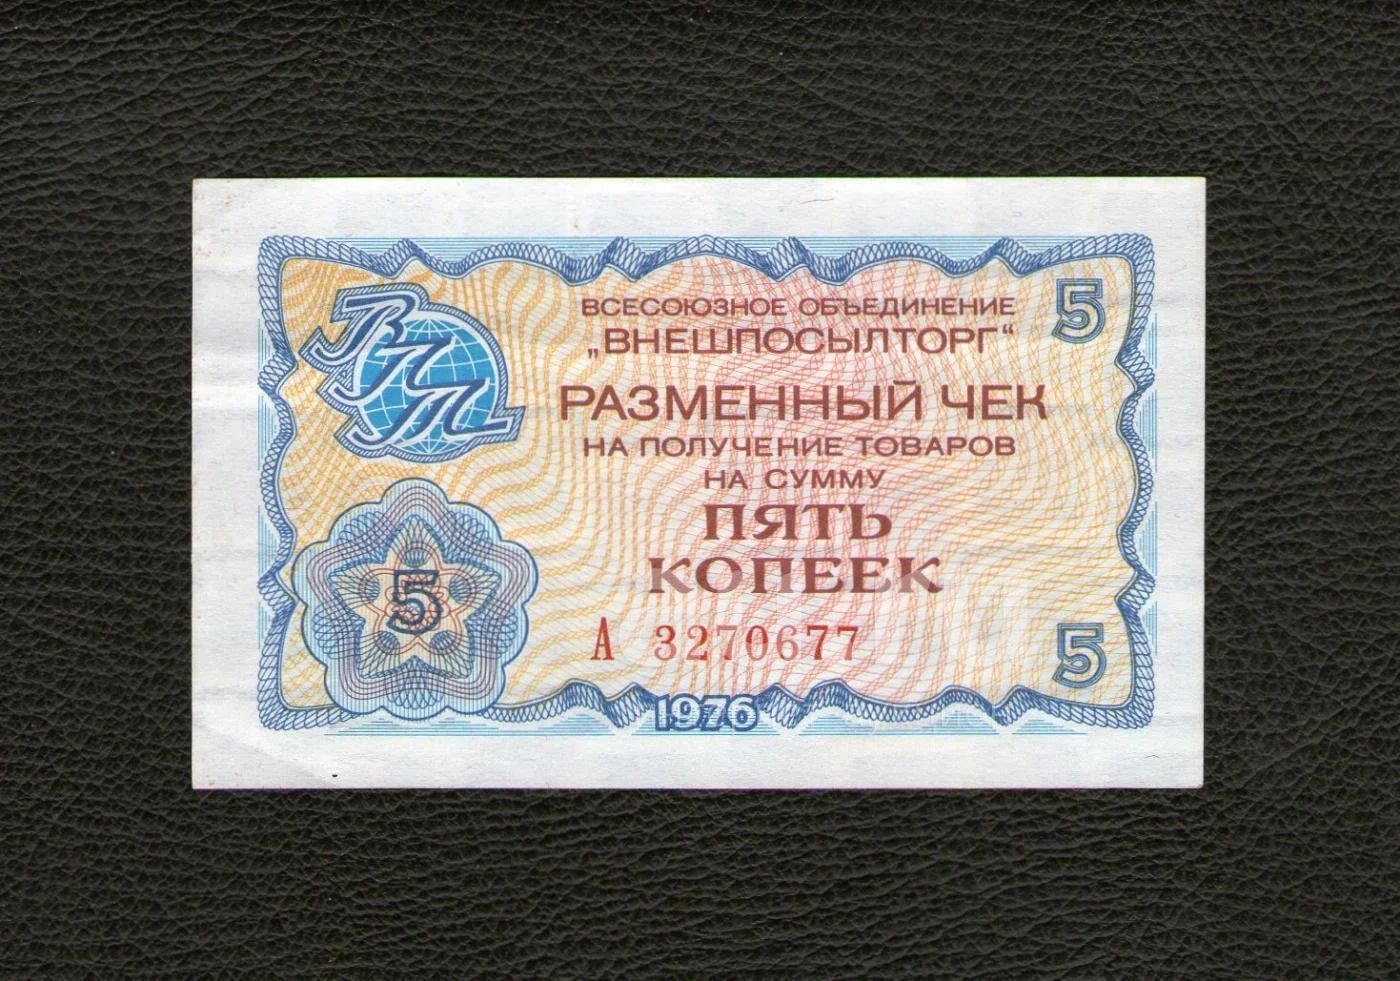 ВПТ
ВСЕСОЮЗНОЕ ОБЪЕДИНЕНИЕ
„ВНЕШПОСЫЛТОРГ“
РАЗМЕННЫЙ ЧЕК
НА ПОЛУЧЕНИЕ ТОВАРОВ
НА СУММУ
ПЯТЬ
КОПЕЕК
А 3270677
1976
5
5
5